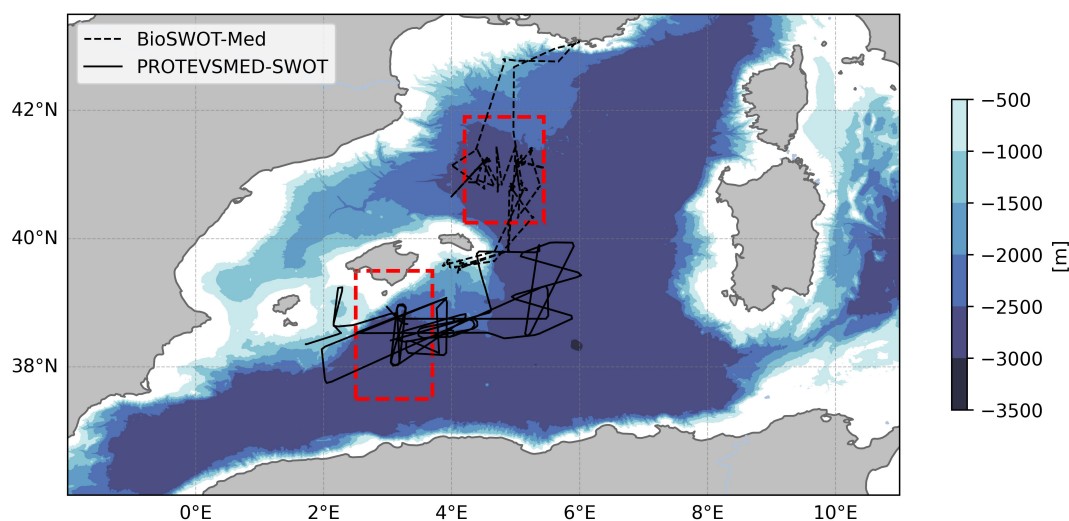 BioSWOT-Med
PROTEVSMED-SWOT
42°N
40°N
38°N
0°E
2°E
4°E
6°E
8°E
10°E
−500
−1000
−1500
−2000
−2500
−3000
−3500
[m]